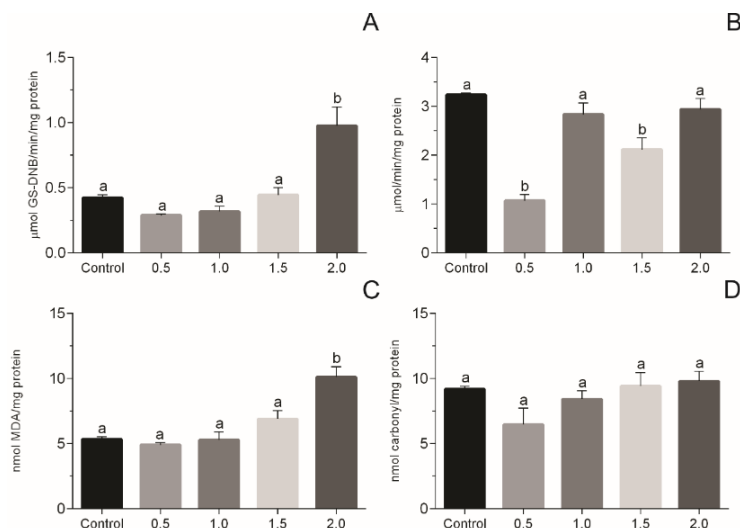 A
µmol GS-DNB/min/mg protein
1.5
1.0
0.5
0.0
a
a
a
a
b
Control 0.5 1.0 1.5 2.0
B
µmol/min/mg protein
4
3
2
1
0
a
b
a
b
a
Control 0.5 1.0 1.5 2.0
C
nmol MDA/mg protein
15
10
5
0
a
a
a
a
b
Control 0.5 1.0 1.5 2.0
D
nmol carbonyl/mg protein
15
10
5
0
a
a
a
a
a
Control 0.5 1.0 1.5 2.0